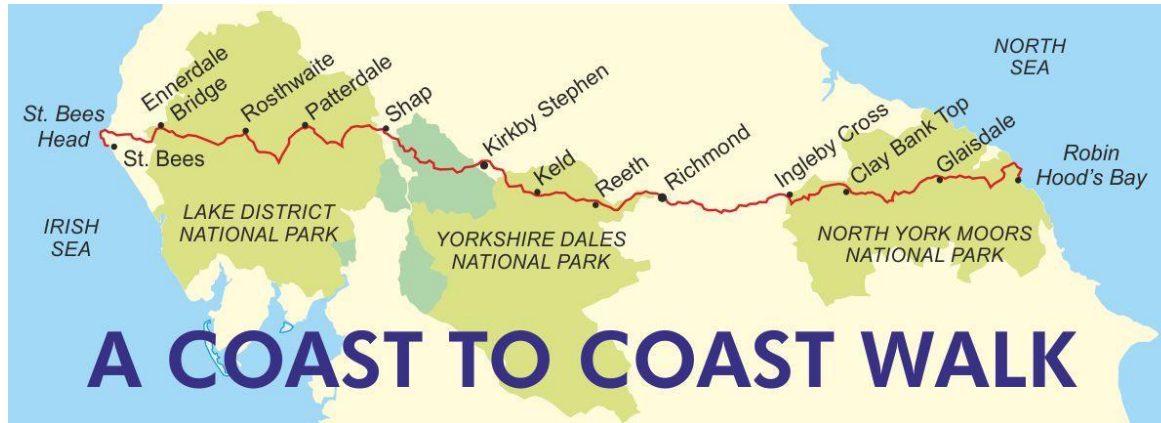 NORTH
SEA
Ennerdale
Bridge
Rosthwaite
Patterdale
Shap
St. Bees
Head
St. Bees
Kirkby Stephen
Keld
Reeth
Richmond
Ingleby Cross
Clay Bank Top
Glaisdale
Robin
Hood's Bay
IRISH
SEA
LAKE DISTRICT
NATIONAL PARK
YORKSHIRE DALES
NATIONAL PARK
NORTH YORK MOORS
NATIONAL PARK
A COAST TO COAST WALK